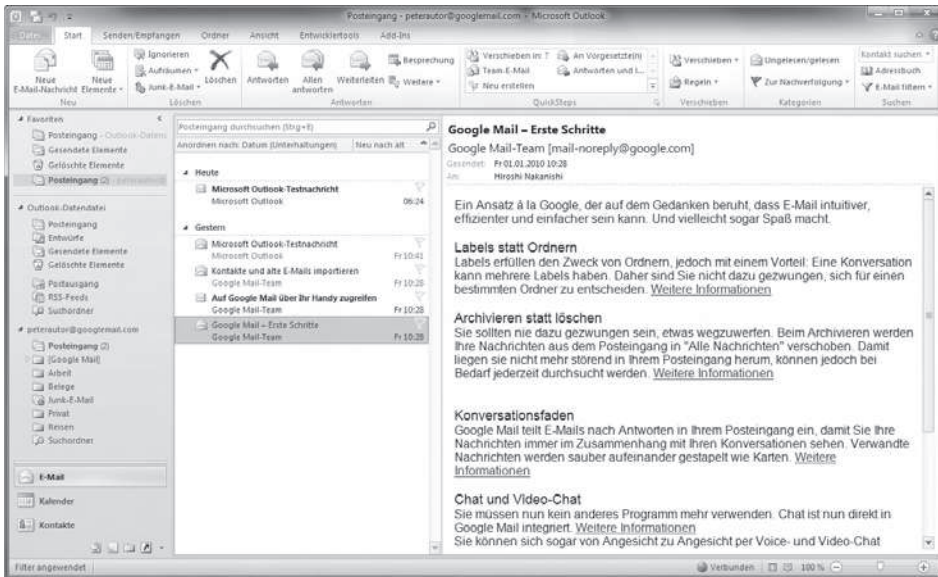 Posteingang - peterautor@googlemail.com - Microsoft Outlook
Datei Start Senden/Empfangen Ordner Ansicht Entwicklertools Add-Ins
Neue E-Mail-Nachricht
Neue Elemente
Neu
Ignorieren
Aufräumen
Junk-E-Mail
Löschen
Löschen
Antworten
Allen antworten
Weiterleiten
Besprechung
Weitere
Antworten
Verschieben in: ?
Team-E-Mail
Neu erstellen
An Vorgesetzte(n)
Antworten und L...
QuickSteps
Verschieben
Regeln
Verschieben
Ungelesen/gelesen
Zur Nachverfolgung
Kategorien
Kontakt suchen
Adressbuch
E-Mail filtern
Suchen
Favoriten
Posteingang - Outlook-Datend
Gesendete Elemente
Gelöschte Elemente
Posteingang (2)
Outlook-Datendatei
Posteingang
Entwürfe
Gesendete Elemente
Gelöschte Elemente
Postausgang
RSS-Feeds
Suchordner
peterautor@googlemail.com
Posteingang (2)
[Google Mail]
Arbeit
Belege
Junk-E-Mail
Privat
Reisen
Suchordner
E-Mail
Kalender
Kontakte
Posteingang durchsuchen (Strg+E)
Anordnen nach: Datum (Unterhaltungen) Neu nach alt
Heute
Microsoft Outlook-Testnachricht
Microsoft Outlook 06:24
Gestern
Microsoft Outlook-Testnachricht
Microsoft Outlook Fr 10:41
Kontakte und alte E-Mails importieren
Google Mail-Team Fr 10:28
Auf Google Mail über Ihr Handy zugreifen
Google Mail-Team Fr 10:28
Google Mail – Erste Schritte
Google Mail-Team Fr 10:28
Google Mail – Erste Schritte
Google Mail-Team [mail-noreply@google.com]
Gesendet: Fr 01.01.2010 10:28
An: Hiroshi Nakanishi
Ein Ansatz à la Google, der auf dem Gedanken beruht, dass E-Mail intuitiver,
effizienter und einfacher sein kann. Und vielleicht sogar Spaß macht.
Labels statt Ordnern
Labels erfüllen den Zweck von Ordnern, jedoch mit einem Vorteil: Eine Konversation
kann mehrere Labels haben. Daher sind Sie nicht dazu gezwungen, sich für einen
bestimmten Ordner zu entscheiden. Weitere Informationen
Archivieren statt löschen
Sie sollten nie dazu gezwungen sein, etwas wegzuwerfen. Beim Archivieren werden
Ihre Nachrichten aus dem Posteingang in "Alle Nachrichten" verschoben. Damit
liegen sie nicht mehr störend in Ihrem Posteingang herum, können jedoch bei
Bedarf jederzeit durchsucht werden. Weitere Informationen
Konversationsfaden
Google Mail teilt E-Mails nach Antworten in Ihrem Posteingang ein, damit Sie Ihre
Nachrichten immer im Zusammenhang mit Ihren Konversationen sehen. Verwandte
Nachrichten werden sauber aufeinander gestapelt wie Karten. Weitere
Informationen
Chat und Video-Chat
Sie müssen nun kein anderes Programm mehr verwenden. Chat ist nun direkt in
Google Mail integriert. Weitere Informationen
Sie können sich sogar von Angesicht zu Angesicht per Voice- und Video-Chat
Filter angewendet
Verbunden 100 %